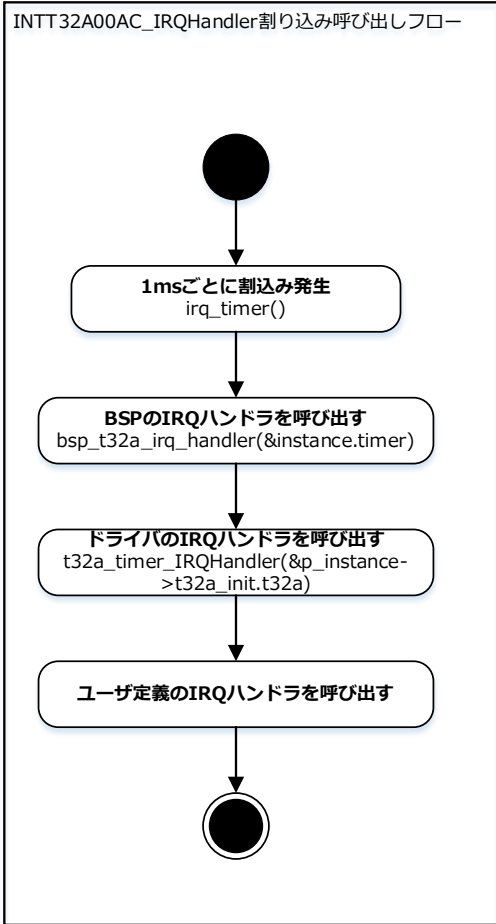 INTT32A00AC_IRQHandler割り込み呼び出しフロー
1msごとに割込み発生
irq_timer()
BSPのIRQハンドラを呼び出す
bsp_t32a_irq_handler(&instance.timer)
ドライバのIRQハンドラを呼び出す
t32a_timer_IRQHandler(&p_instance-
>t32a_init.t32a)
ユーザ定義のIRQハンドラを呼び出す